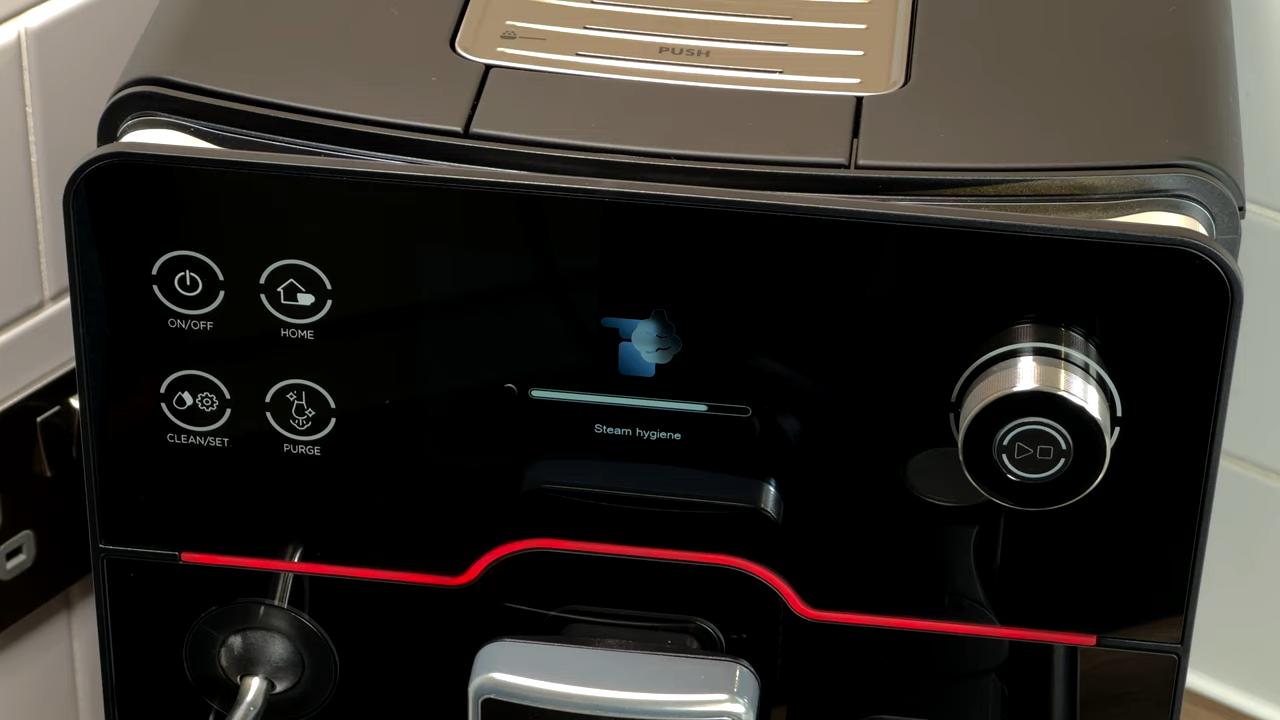 PUSH
ON/OFF
HOME
CLEAN/SET
PURGE
Steam hygiene